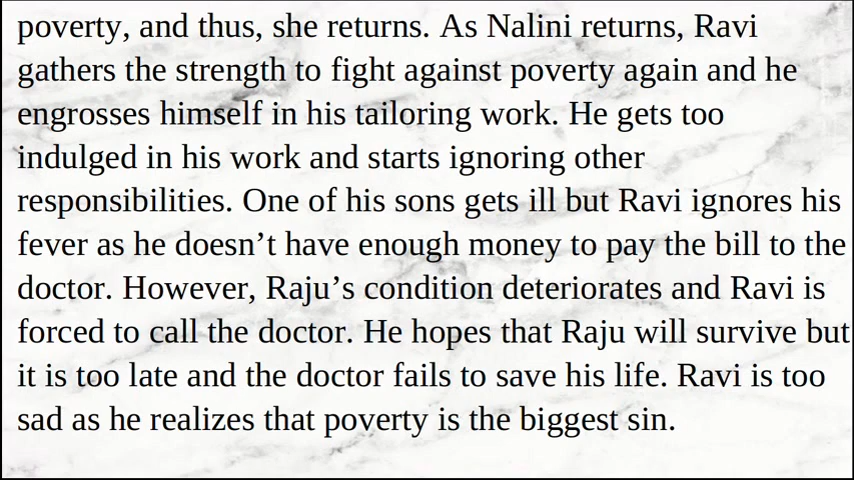 poverty, and thus, she returns. As Nalini returns, Ravi
gathers the strength to fight against poverty again and he
engrosses himself in his tailoring work. He gets too
indulged in his work and starts ignoring other
responsibilities. One of his sons gets ill but Ravi ignores his
fever as he doesn’t have enough money to pay the bill to the
doctor. However, Raju’s condition deteriorates and Ravi is
forced to call the doctor. He hopes that Raju will survive but
it is too late and the doctor fails to save his life. Ravi is too
sad as he realizes that poverty is the biggest sin.